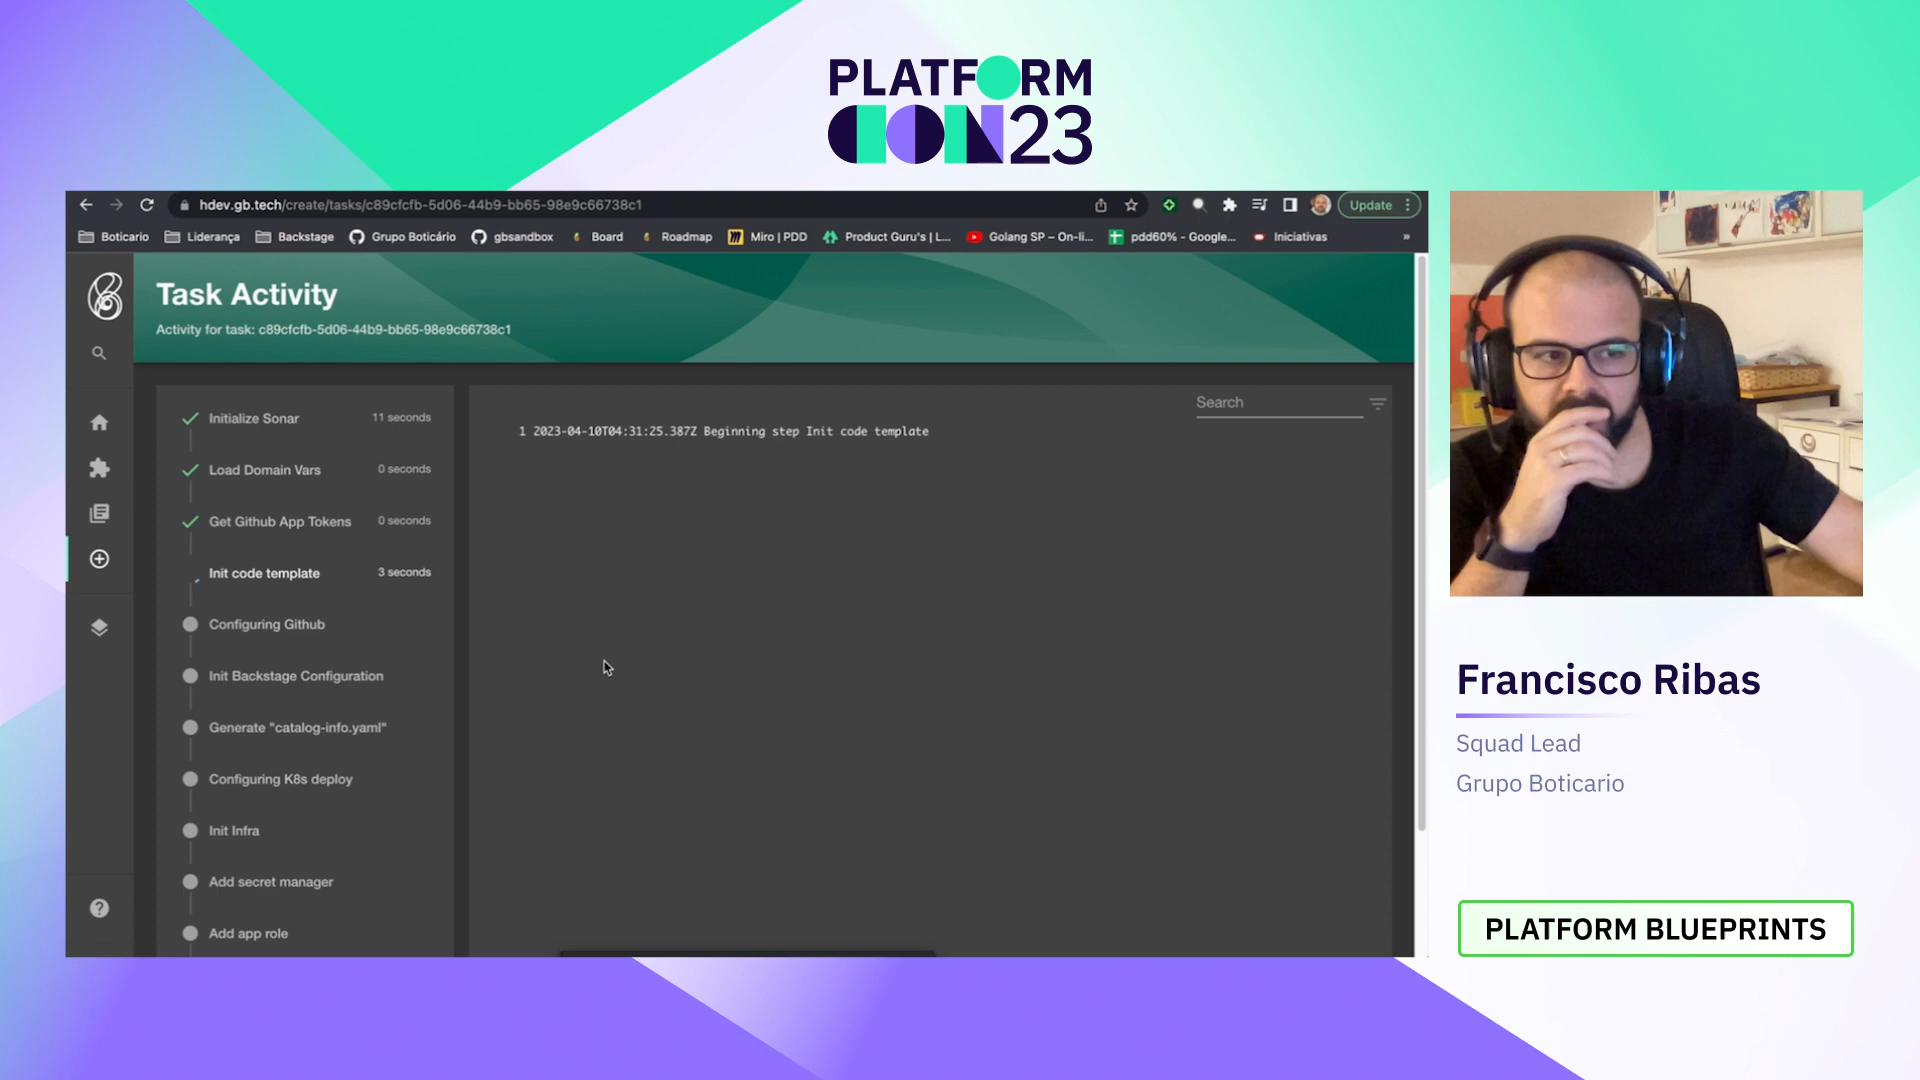 PLATFORM
CON23
hdev.gb.tech/create/tasks/c89cfcfb-5d06-44b9-bb65-98e9c66738c1
Update
Boticario
Liderança
Backstage
Grupo Boticário
gbsandbox
Board
Roadmap
Miro | PDD
Product Guru's | L...
Golang SP – On-li...
pdd60% - Google...
Iniciativas
»
Task Activity
Activity for task: c89cfcfb-5d06-44b9-bb65-98e9c66738c1
Initialize Sonar 11 seconds
Load Domain Vars 0 seconds
Get Github App Tokens 0 seconds
Init code template 3 seconds
Configuring Github
Init Backstage Configuration
Generate "catalog-info.yaml"
Configuring K8s deploy
Init Infra
Add secret manager
Add app role
Search
1 2023-04-10T04:31:25.387Z Beginning step Init code template
Francisco Ribas
Squad Lead
Grupo Boticario
PLATFORM BLUEPRINTS